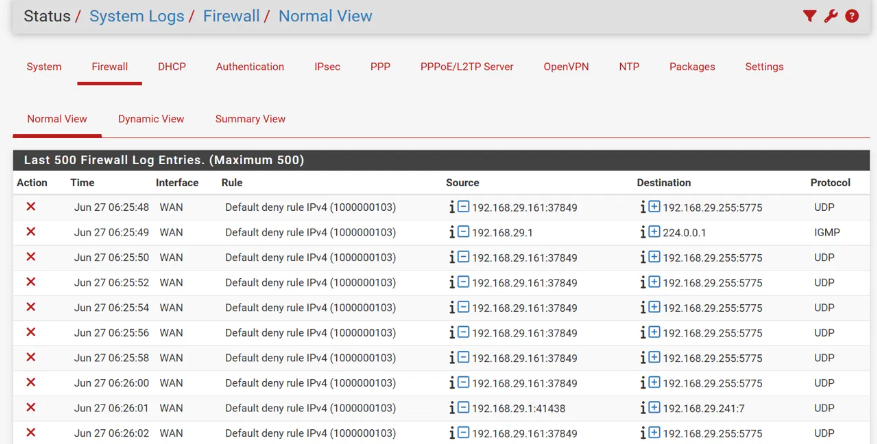 Status / System Logs / Firewall / Normal View
System Firewall DHCP Authentication IPsec PPP PPPoE/L2TP Server OpenVPN NTP Packages Settings
Normal View Dynamic View Summary View
Last 500 Firewall Log Entries. (Maximum 500)
Action Time Interface Rule Source Destination Protocol
Jun 27 06:25:48 WAN Default deny rule IPv4 (1000000103) 192.168.29.161:37849 192.168.29.255:5775 UDP
Jun 27 06:25:49 WAN Default deny rule IPv4 (1000000103) 192.168.29.1 224.0.0.1 IGMP
Jun 27 06:25:50 WAN Default deny rule IPv4 (1000000103) 192.168.29.161:37849 192.168.29.255:5775 UDP
Jun 27 06:25:52 WAN Default deny rule IPv4 (1000000103) 192.168.29.161:37849 192.168.29.255:5775 UDP
Jun 27 06:25:54 WAN Default deny rule IPv4 (1000000103) 192.168.29.161:37849 192.168.29.255:5775 UDP
Jun 27 06:25:56 WAN Default deny rule IPv4 (1000000103) 192.168.29.161:37849 192.168.29.255:5775 UDP
Jun 27 06:25:58 WAN Default deny rule IPv4 (1000000103) 192.168.29.161:37849 192.168.29.255:5775 UDP
Jun 27 06:26:00 WAN Default deny rule IPv4 (1000000103) 192.168.29.161:37849 192.168.29.255:5775 UDP
Jun 27 06:26:01 WAN Default deny rule IPv4 (1000000103) 192.168.29.1:41438 192.168.29.241:7 UDP
Jun 27 06:26:02 WAN Default deny rule IPv4 (1000000103) 192.168.29.161:37849 192.168.29.255:5775 UDP